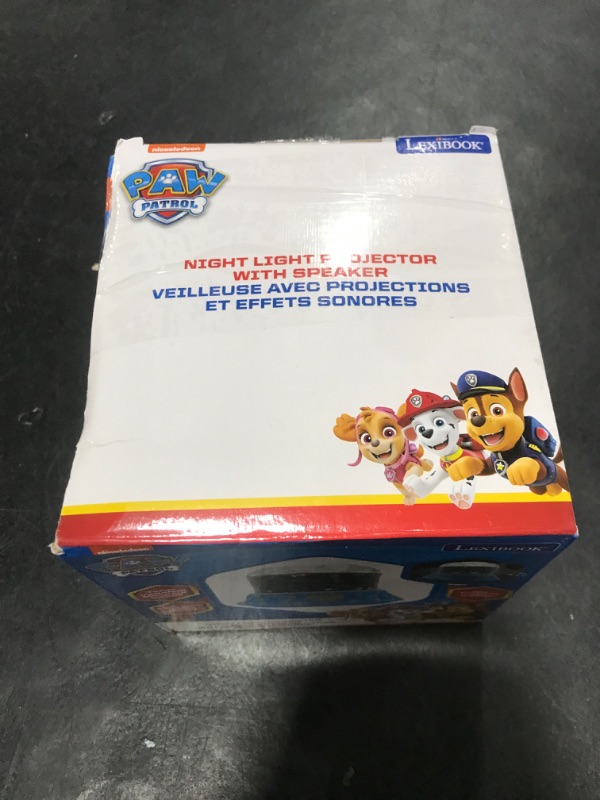 nickelodeon
LEXIBOOK®
PAW
PATROL
NIGHT LIGHT PROJECTOR
WITH SPEAKER
VEILLEUSE AVEC PROJECTIONS
ET EFFETS SONORES
LEXIBOOK